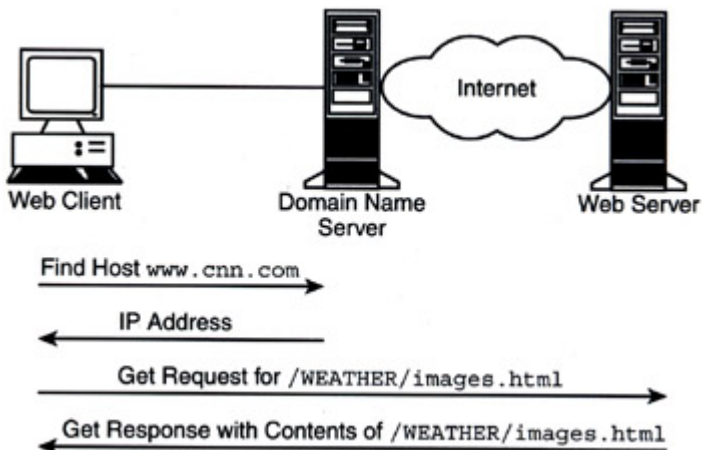 Internet
Web Client
Domain Name
Server
Web Server
Find Host www.cnn.com
IP Address
Get Request for /WEATHER/images.html
Get Response with Contents of /WEATHER/images.html